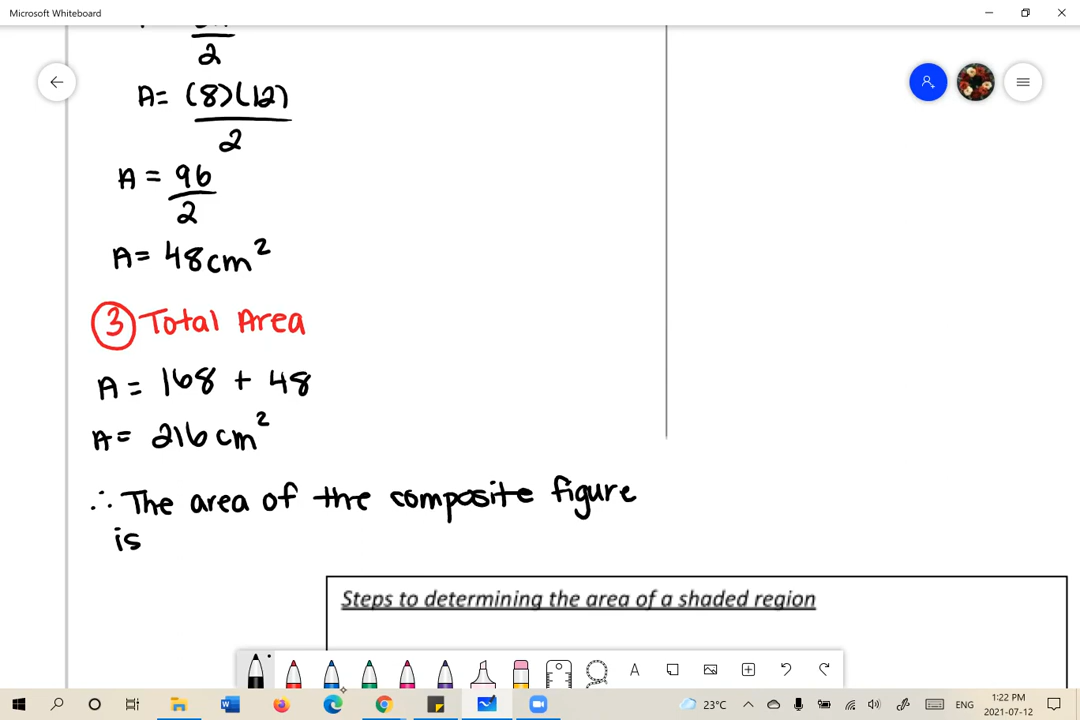 Microsoft Whiteboard
2
A= (8)(12)
2
A = 96
2
A= 48cm²
③ Total Area
A = 168 + 48
A= 216cm²
∴ The area of the composite figure
is
Steps to determining the area of a shaded region
A
W
23°C
ENG
1:22 PM
2021-07-12